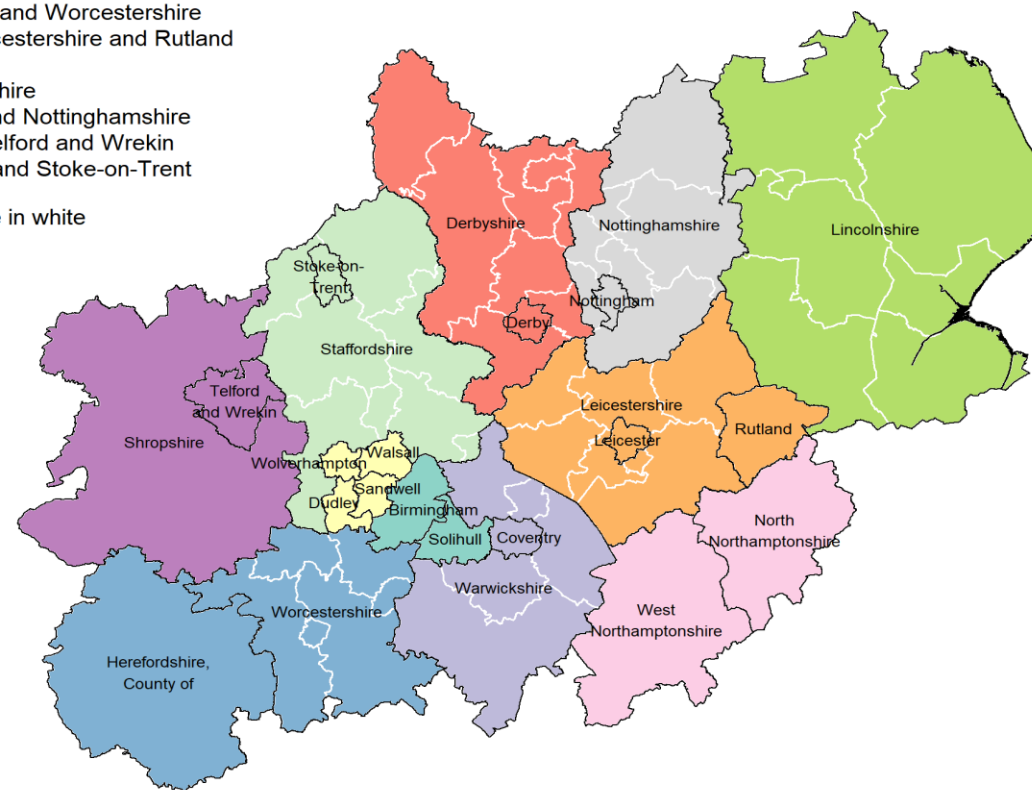 and Worcestershire
cestershire and Rutland
hire
nd Nottinghamshire
elford and Wrekin
and Stoke-on-Trent
e in white
Derbyshire
Nottinghamshire
Lincolnshire
Stoke-on-
Trent
Nottingham
Derby
Staffordshire
Telford
and Wrekin
Leicestershire
Shropshire
Leicester
Rutland
Wolverhampton
Walsall
Dudley
Sandwell
Birmingham
Solihull
Coventry
North
Northamptonshire
Warwickshire
Worcestershire
West
Northamptonshire
Herefordshire,
County of